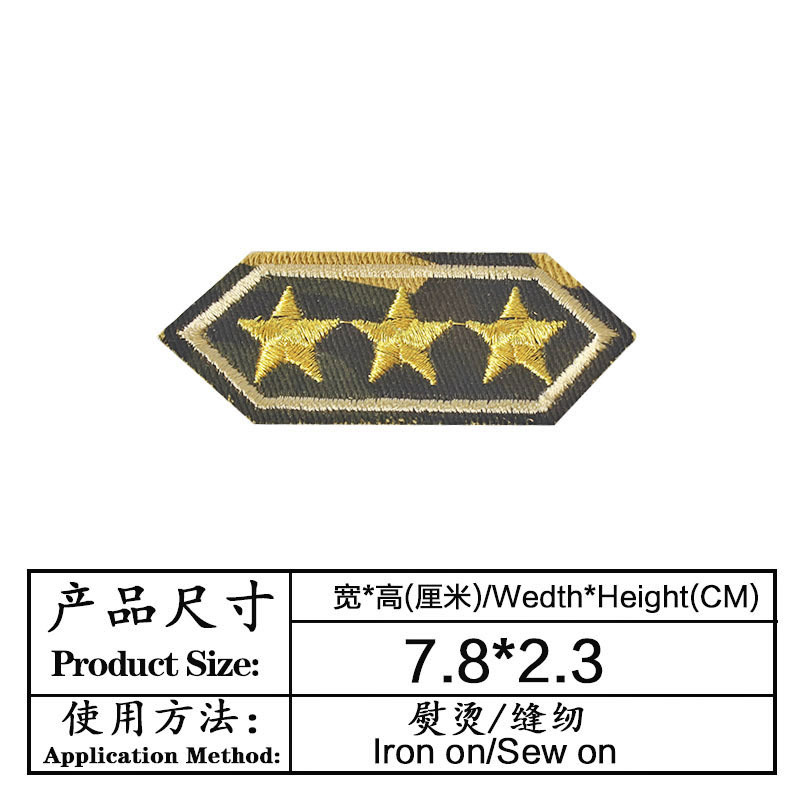 产品尺寸
Product Size:
宽*高(厘米)/Wedth*Height(CM)
7.8*2.3
使用方法：
Application Method:
熨烫/缝纫
Iron on/Sew on